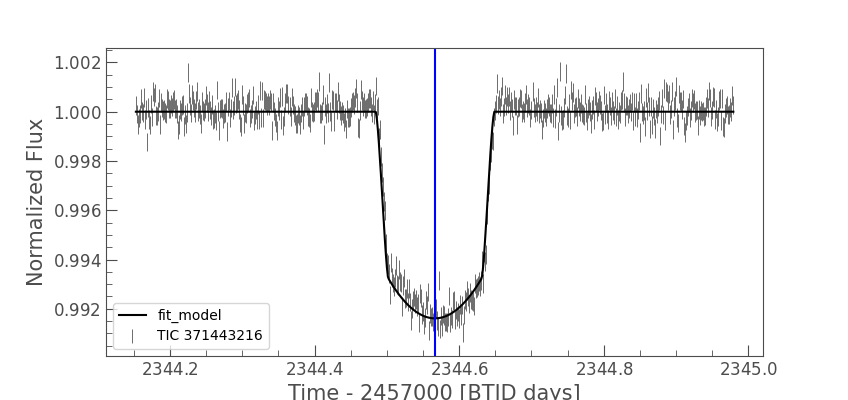 Normalized Flux
1.002
1.000
0.998
0.996
0.994
0.992
fit_model
TIC 371443216
2344.2
2344.4
2344.6
2344.8
2345.0
Time - 2457000 [BTJD days]